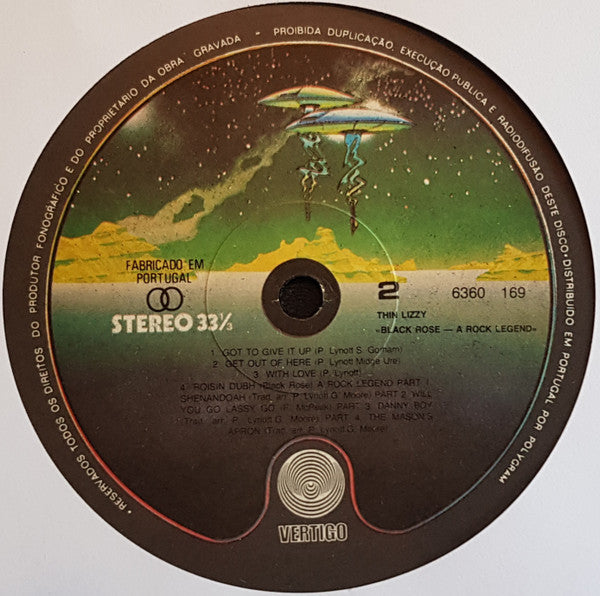 • RESERVADOS TODOS OS DIREITOS DO PRODUTOR FONOGRÁFICO E DO PROPRIETARIO DA OBRA GRAVADA - PROIBIDA DUPLICAÇÃO, EXECUÇÃO PUBLICA E RADIODIFUSÃO DESTE DISCO • DISTRIBUIDO EM PORTUGAL POR POLYGRAM
FABRICADO EM
PORTUGAL
STEREO 33⅓
2
6360 169
THIN LIZZY
«BLACK ROSE — A ROCK LEGEND»
1. GOT TO GIVE IT UP (P. Lynott S. Gorham)
2. GET OUT OF HERE (P. Lynott Midge Ure)
3. WITH LOVE (P. Lynott)
4. ROISIN DUBH (Black Rose) A ROCK LEGEND PART 1
SHENANDOAH (Trad. arr. P. Lynott G. Moore) PART 2. WILL
YOU GO LASSY GO (F. McPeak) PART 3. DANNY BOY
(Trad. arr. P. Lynott G. Moore) PART 4. THE MASON'S
APRON (Trad. arr. P. Lynott G. Moore)
VERTIGO